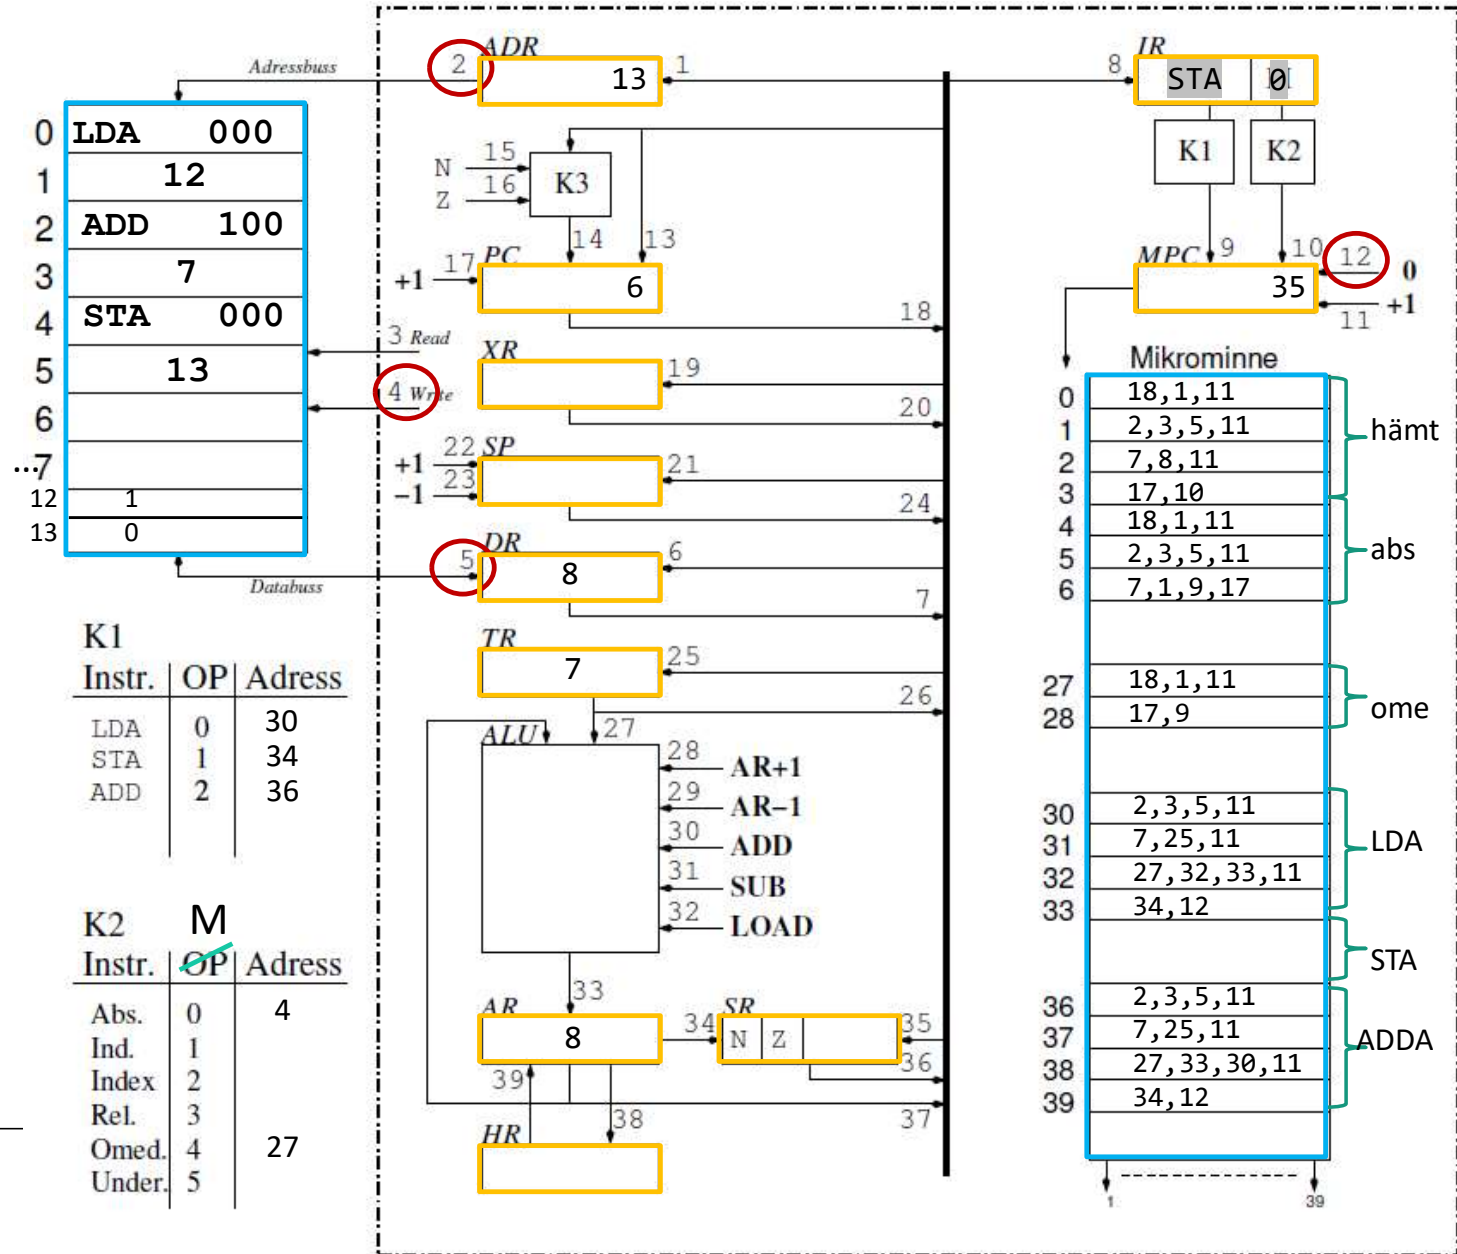 Adressbuss
0 LDA 000
1 12
2 ADD 100
3 7
4 STA 000
5 13
6
...7
12 1
13 0
Databuss
3 Read
4 Write
ADR
2 13 1
N 15
Z 16
K3
14 13
PC
+1 17 6
18
XR
19
20
SP
+1 22 21
-1 23
24
DR
5 8 6
7
TR
7 25
26
27
ALU
28 AR+1
29 AR−1
30 ADD
31 SUB
32 LOAD
33
AR
8 34
SR
N Z 35
36
39 38 37
HR
IR
8 STA 0
K1 K2
9 10 12 0
MPC
35 11 +1
Mikrominne
0 18,1,11
1 2,3,5,11
2 7,8,11
3 17,10
hämt
4 18,1,11
5 2,3,5,11
6 7,1,9,17
abs
27 18,1,11
28 17,9
ome
30 2,3,5,11
31 7,25,11
32 27,32,33,11
33 34,12
LDA
STA
36 2,3,5,11
37 7,25,11
38 27,33,30,11
39 34,12
ADDA
1 39
K1
Instr. OP Adress
LDA 0 30
STA 1 34
ADD 2 36
K2 M
Instr. OP Adress
Abs. 0 4
Ind. 1
Index 2
Rel. 3
Omed. 4 27
Under. 5